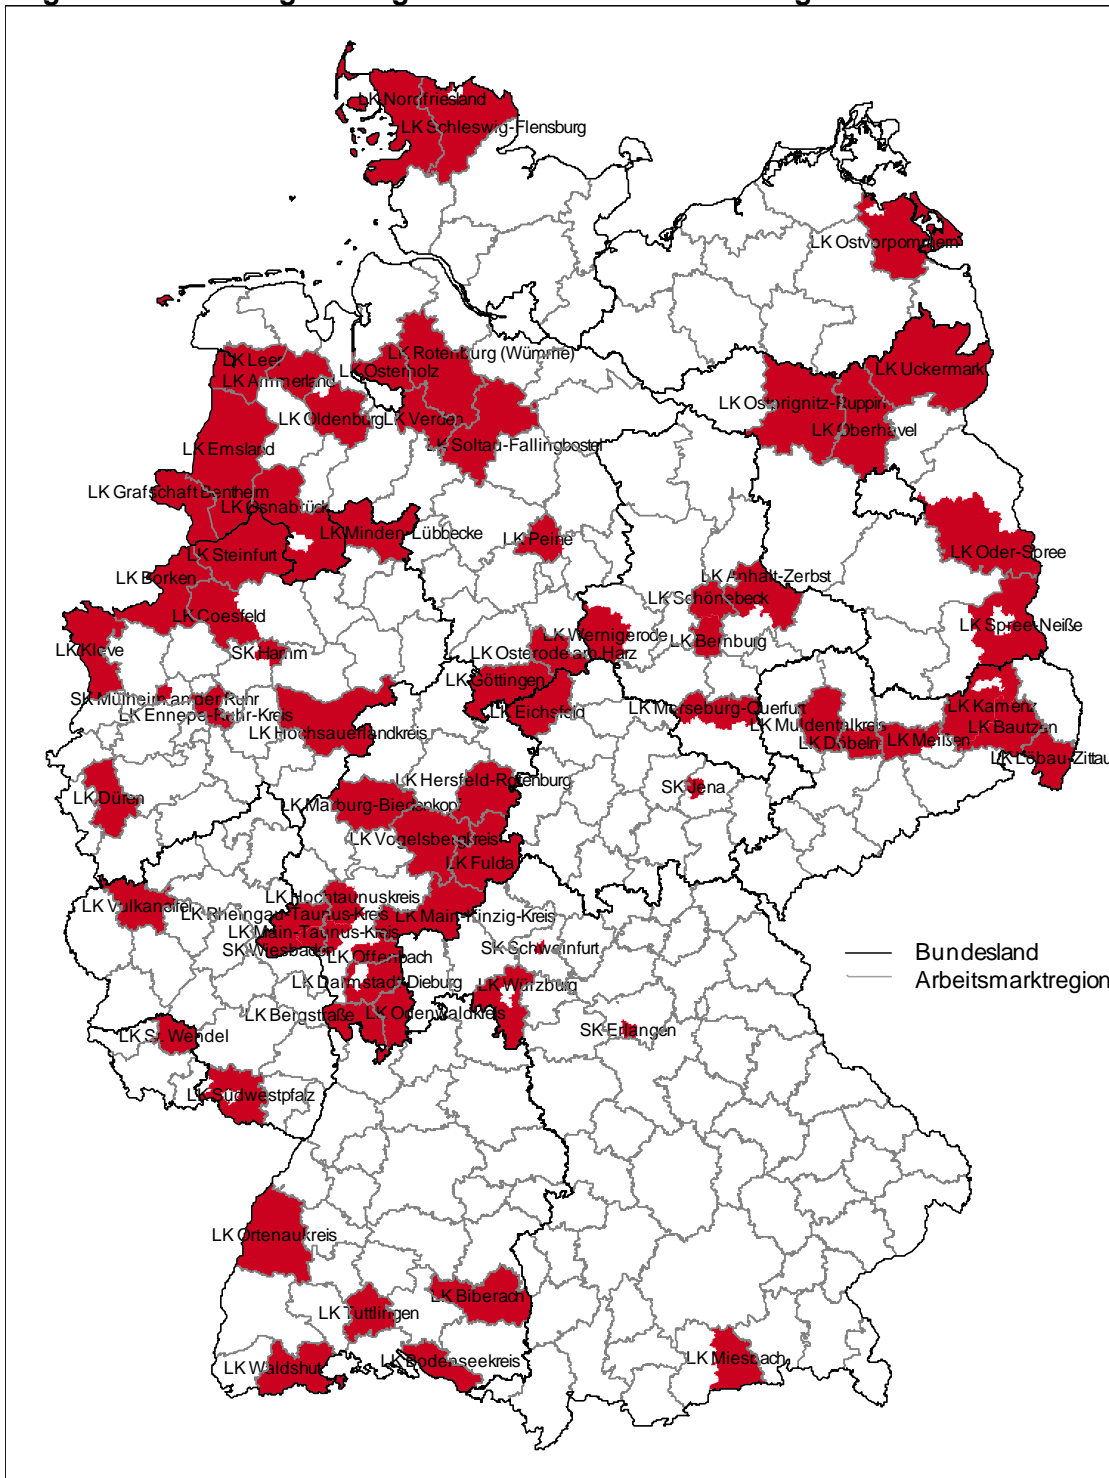 LK Nordfriesland
LK Schleswig-Flensburg
LK Ostvorpommern
LK Rotenburg (Wümme)
LK Leer
LK Osterholz
LK Uckermark
LK Ammerland
LK Ostprignitz-Ruppin
LK Oldenburg
LK Verden
LK Oberhavel
LK Soltau-Fallingbostel
LK Emsland
LK Grafschaft Bentheim
LK Osnabrück
LK Minden-Lübbecke
LK Peine
LK Steinfurt
LK Oder-Spree
LK Borken
LK Anhalt-Zerbst
LK Schönebeck
LK Coesfeld
LK Spree-Neiße
LK Wernigerode
LK Bernburg
LK Kleve
SK Hamm
LK Osterode am Harz
LK Göttingen
SK Mülheim an der Ruhr
LK Eichsfeld
LK Merseburg-Querfurt
LK Kamenz
LK Ennepe-Ruhr-Kreis
LK Muldentalkreis
LK Bautzen
LK Hochsauerlandkreis
LK Döbeln
LK Meißen
LK Löbau-Zittau
LK Hersfeld-Rotenburg
SK Jena
LK Düren
LK Marburg-Biedenkopf
LK Vogelsbergkreis
LK Fulda
LK Hochtaunuskreis
LK Vulkaneifel
LK Rheingau-Taunus-Kreis
LK Main-Kinzig-Kreis
LK Main-Taunus-Kreis
SK Wiesbaden
SK Schweinfurt
LK Offenbach
Bundesland
LK Darmstadt-Dieburg
LK Würzburg
Arbeitsmarktregion
LK Bergstraße
LK Odenwaldkreis
SK Erlangen
LK St. Wendel
LK Südwestpfalz
LK Ortenaukreis
LK Biberach
LK Tuttlingen
LK Waldshut
LK Bodenseekreis
LK Miesbach